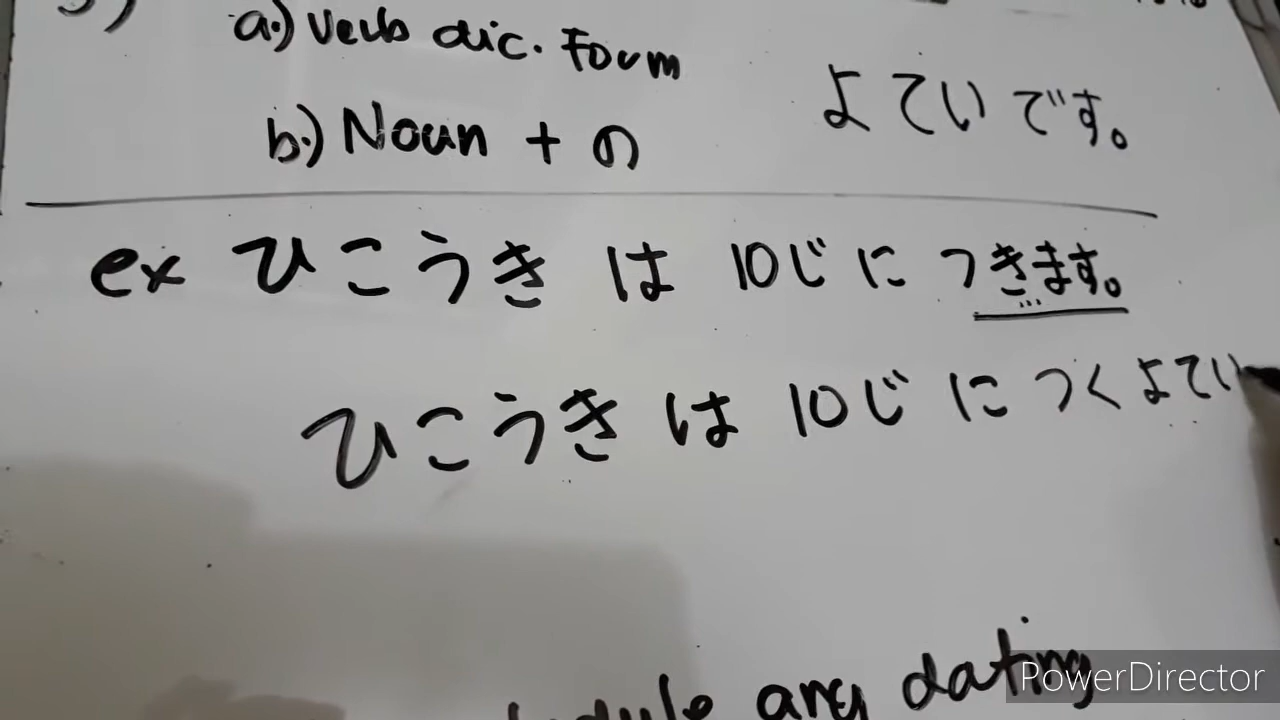 a.) Verb dic. Form
よていです。
b.) Noun + の
ex ひこうき は 10じに つきます。
ひこうき は 10じ に つく よてい
any dating
PowerDirector